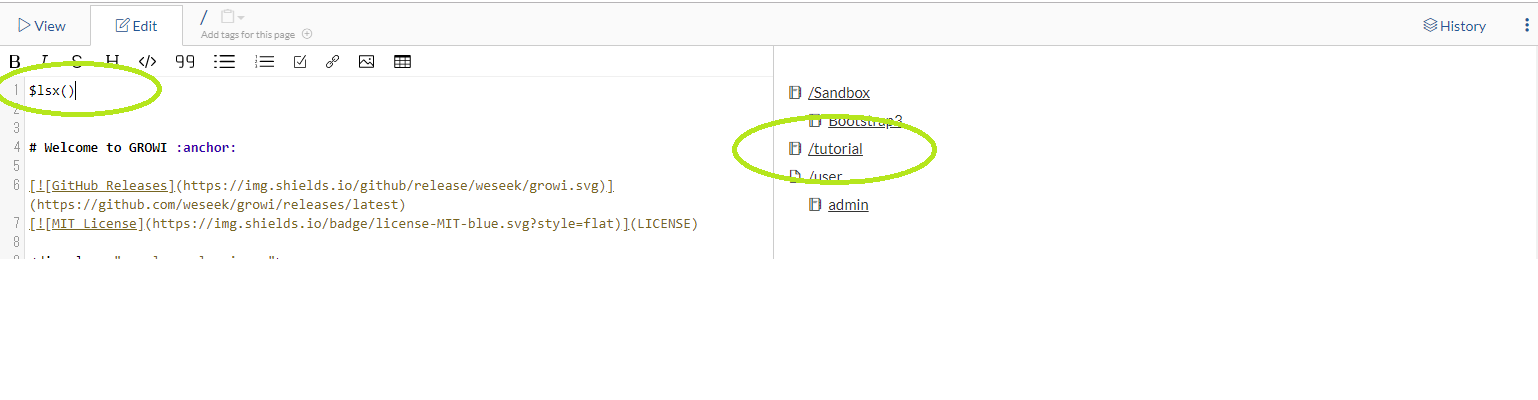 View
Edit
/
Add tags for this page
History
B I S H </>
1 $lsx()
2
3
4 # Welcome to GROWI :anchor:
5
6 [![GitHub Releases](https://img.shields.io/github/release/weseek/growi.svg)]
(https://github.com/weseek/growi/releases/latest)
7 [![MIT License](https://img.shields.io/badge/license-MIT-blue.svg?style=flat)](LICENSE)
8
/Sandbox
Bootstrap3
/tutorial
/user
admin